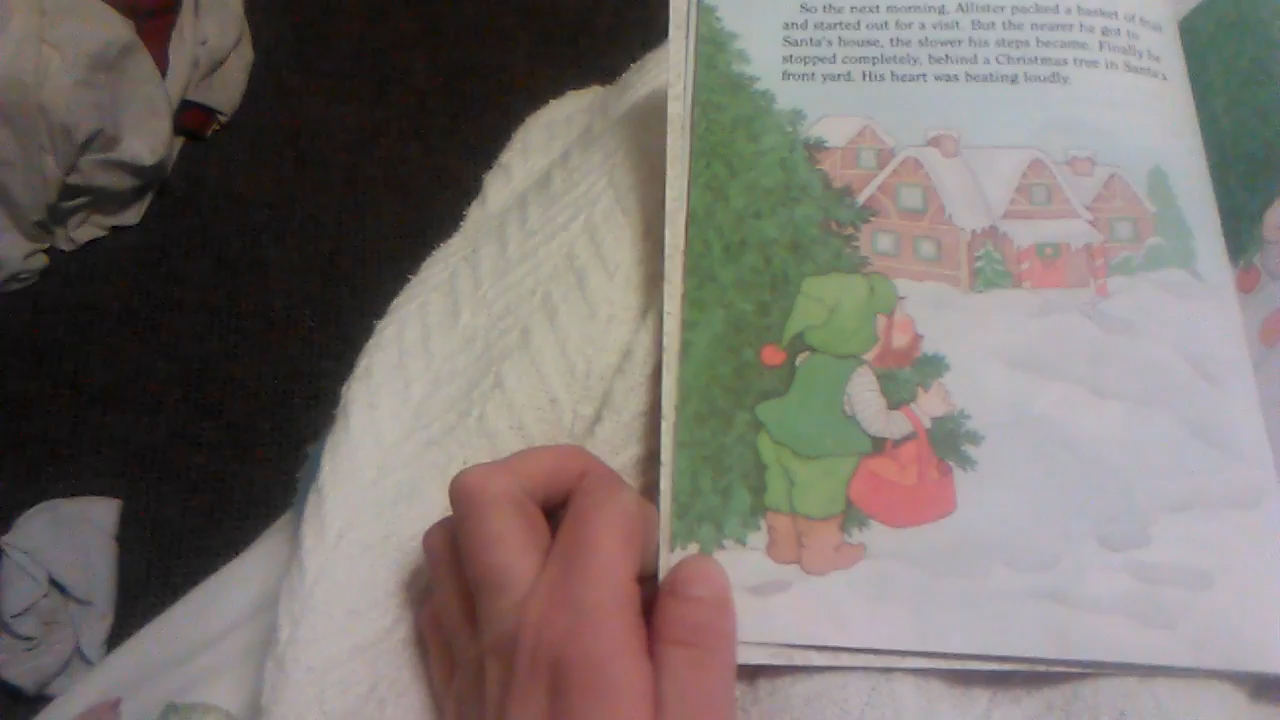 So the next morning, Allister packed a basket of fruit
and started out for a visit. But the nearer he got to
Santa's house, the slower his steps became. Finally he
stopped completely, behind a Christmas tree in Santa's
front yard. His heart was beating loudly.